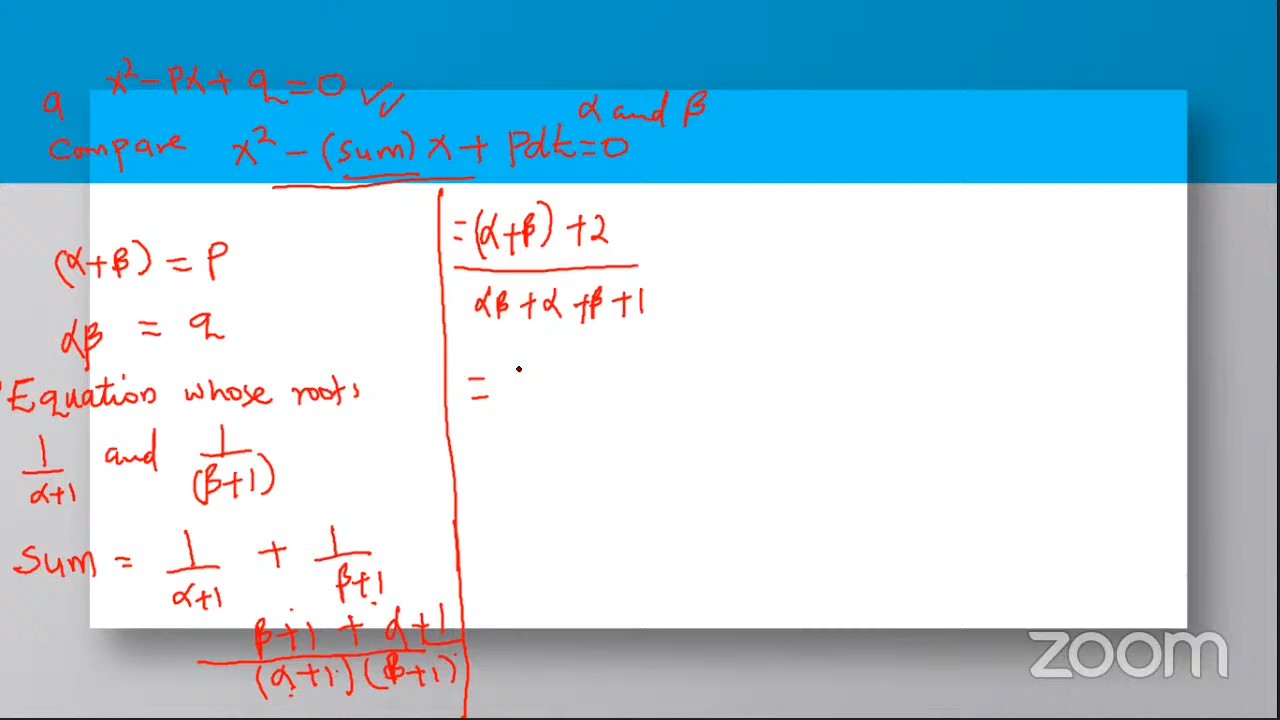 q x² - px + q = 0 ✓✓
α and β
Compare x² - (sum) x + Pdt = 0
(α+β) = P
αβ = q
Equation whose roots
1/(α+1) and 1/(β+1)
Sum = 1/(α+1) + 1/(β+1)
β+1 + α+1
(α+1)(β+1)
= (α+β) + 2
αβ + α + β + 1
=
zoom